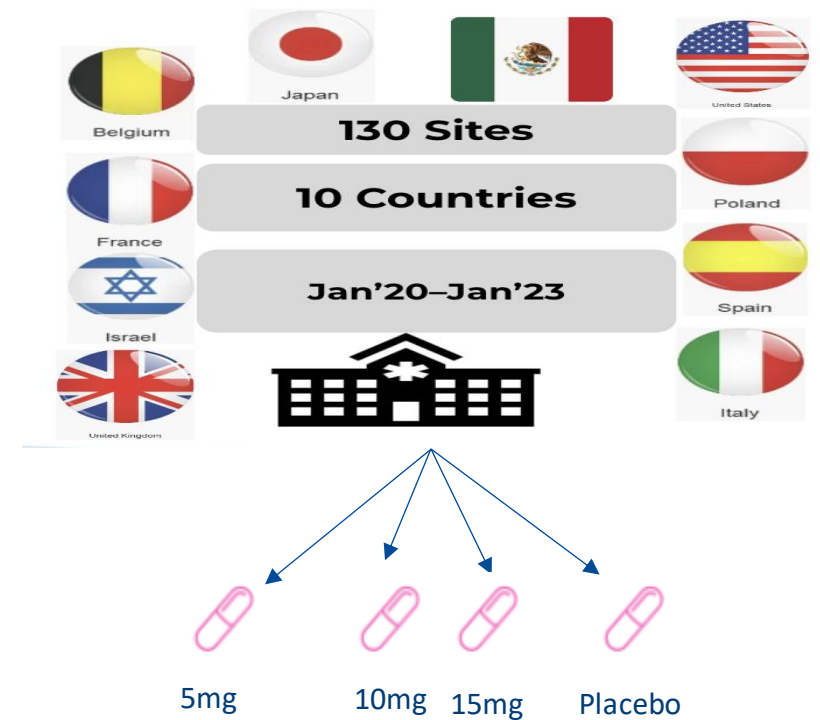 Japan
Belgium
United States
130 Sites
10 Countries
Jan’20–Jan’23
France
Poland
Israel
Spain
United Kingdom
Italy
5mg
10mg
15mg
Placebo